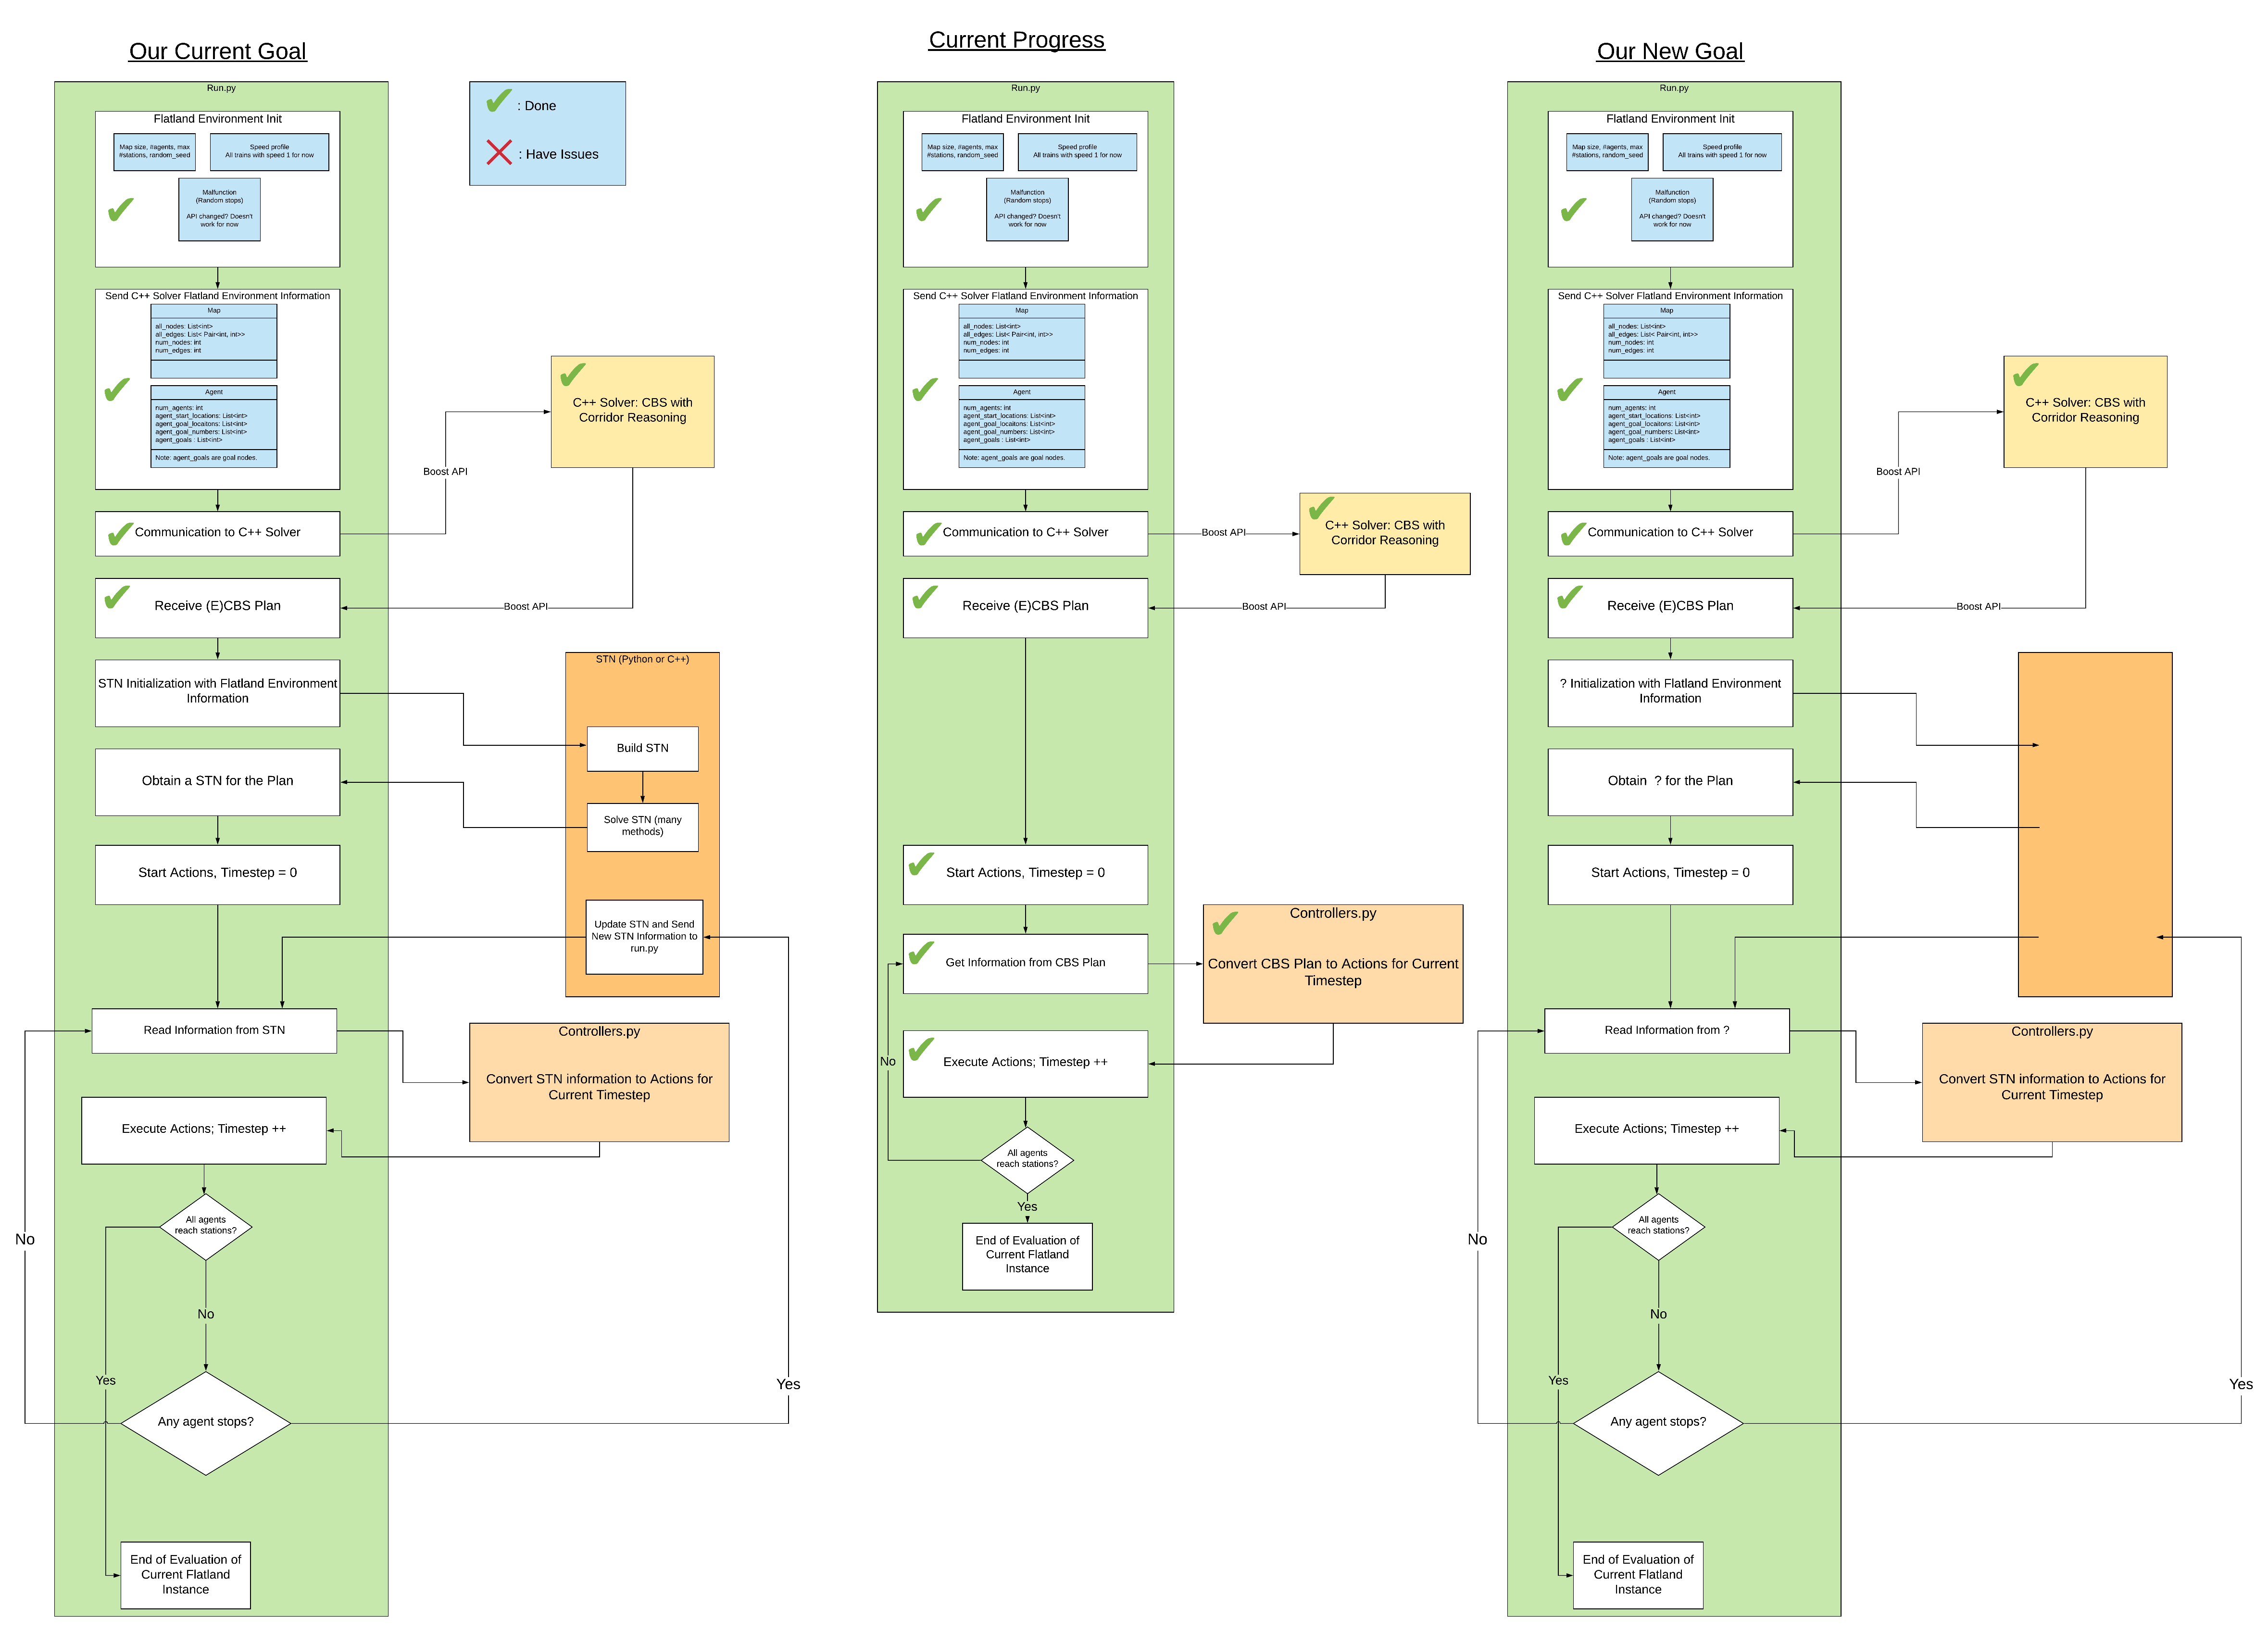 Our Current Goal
Run.py
Flatland Environment Init
Map size, #agents, max
#stations, random_seed
Speed profile
All trains with speed 1 for now
Malfunction
(Random stops)
API changed? Doesn't
work for now
Send C++ Solver Flatland Environment Information
Map
all_nodes: List<int>
all_edges: List< Pair<int, int>>
num_nodes: int
num_edges: int
Agent
num_agents: int
agent_start_locations: List<int>
agent_goal_locaitons: List<int>
agent_goal_numbers: List<int>
agent_goals : List<int>
Note: agent_goals are goal nodes.
Communication to C++ Solver
Receive (E)CBS Plan
STN Initialization with Flatland Environment
Information
Obtain a STN for the Plan
Start Actions, Timestep = 0
Read Information from STN
Execute Actions; Timestep ++
All agents
reach stations?
No
No
Yes
Any agent stops?
End of Evaluation of
Current Flatland
Instance
: Done
: Have Issues
C++ Solver: CBS with
Corridor Reasoning
Boost API
Boost API
STN (Python or C++)
Build STN
Solve STN (many
methods)
Update STN and Send
New STN Information to
run.py
Controllers.py
Convert STN information to Actions for
Current Timestep
Yes
Current Progress
Run.py
Flatland Environment Init
Map size, #agents, max
#stations, random_seed
Speed profile
All trains with speed 1 for now
Malfunction
(Random stops)
API changed? Doesn't
work for now
Send C++ Solver Flatland Environment Information
Map
all_nodes: List<int>
all_edges: List< Pair<int, int>>
num_nodes: int
num_edges: int
Agent
num_agents: int
agent_start_locations: List<int>
agent_goal_locaitons: List<int>
agent_goal_numbers: List<int>
agent_goals : List<int>
Note: agent_goals are goal nodes.
Communication to C++ Solver
Boost API
C++ Solver: CBS with
Corridor Reasoning
Receive (E)CBS Plan
Boost API
Start Actions, Timestep = 0
Get Information from CBS Plan
Controllers.py
Convert CBS Plan to Actions for Current
Timestep
No
Execute Actions; Timestep ++
All agents
reach stations?
Yes
End of Evaluation of
Current Flatland
Instance
Our New Goal
Run.py
Flatland Environment Init
Map size, #agents, max
#stations, random_seed
Speed profile
All trains with speed 1 for now
Malfunction
(Random stops)
API changed? Doesn't
work for now
Send C++ Solver Flatland Environment Information
Map
all_nodes: List<int>
all_edges: List< Pair<int, int>>
num_nodes: int
num_edges: int
Agent
num_agents: int
agent_start_locations: List<int>
agent_goal_locaitons: List<int>
agent_goal_numbers: List<int>
agent_goals : List<int>
Note: agent_goals are goal nodes.
Communication to C++ Solver
Boost API
C++ Solver: CBS with
Corridor Reasoning
Receive (E)CBS Plan
Boost API
? Initialization with Flatland Environment
Information
Obtain ? for the Plan
Start Actions, Timestep = 0
Read Information from ?
Controllers.py
Convert STN information to Actions for
Current Timestep
Execute Actions; Timestep ++
All agents
reach stations?
No
No
Yes
Yes
Any agent stops?
End of Evaluation of
Current Flatland
Instance